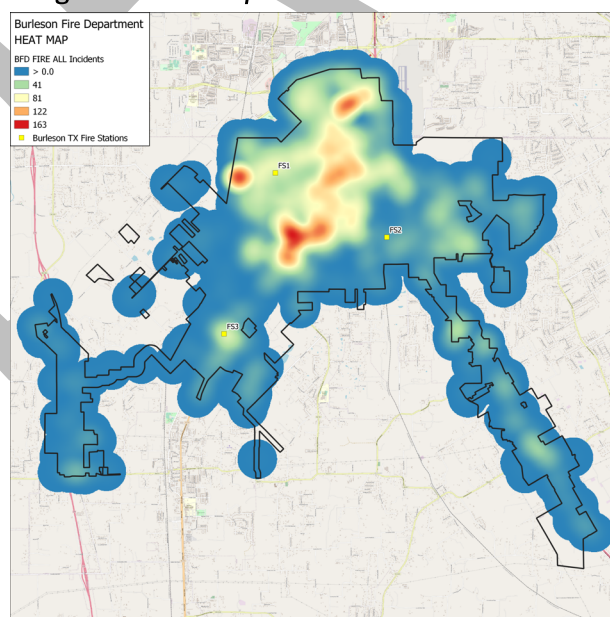 Burleson Fire Department
HEAT MAP
BFD FIRE ALL Incidents
> 0.0
41
81
122
163
Burleson TX Fire Stations
FS1
FS2
FS3